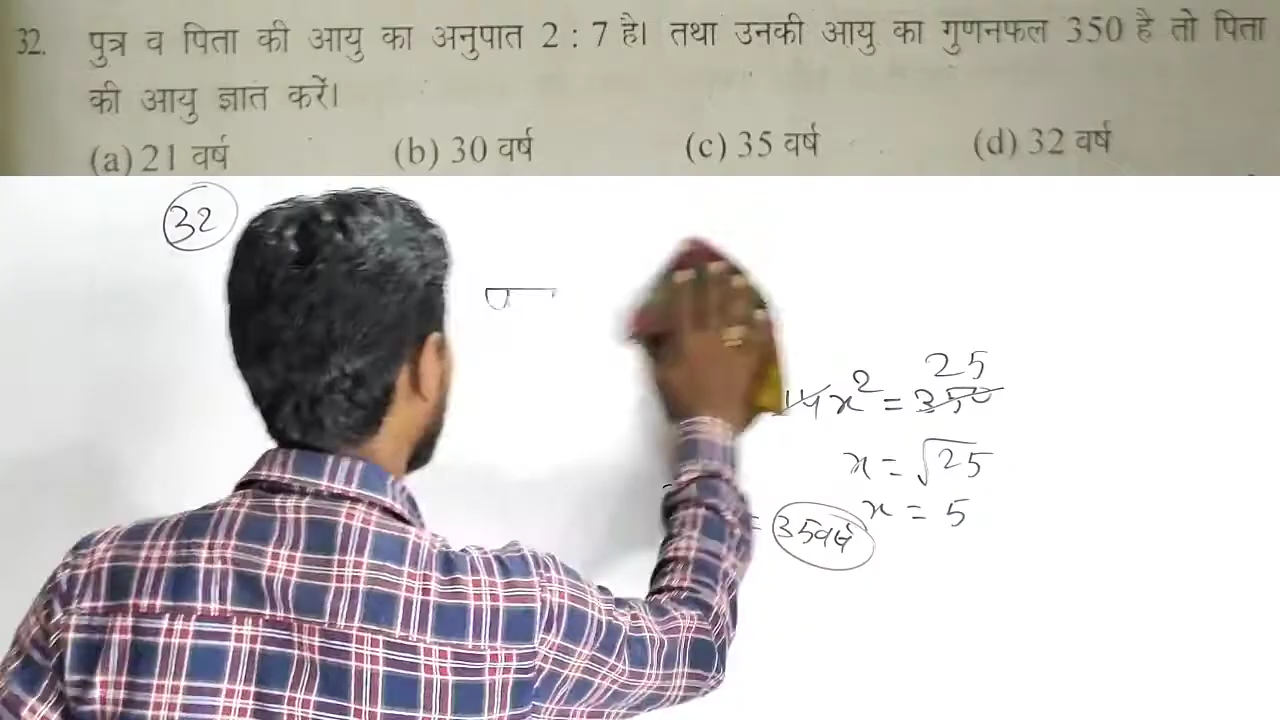 32. पुत्र व पिता की आयु का अनुपात 2 : 7 है। तथा उनकी आयु का गुणनफल 350 है तो पिता
की आयु ज्ञात करें।
(a) 21 वर्ष (b) 30 वर्ष (c) 35 वर्ष (d) 32 वर्ष
32
25
14x² = 350
x = √25
x = 5
= 35वर्ष